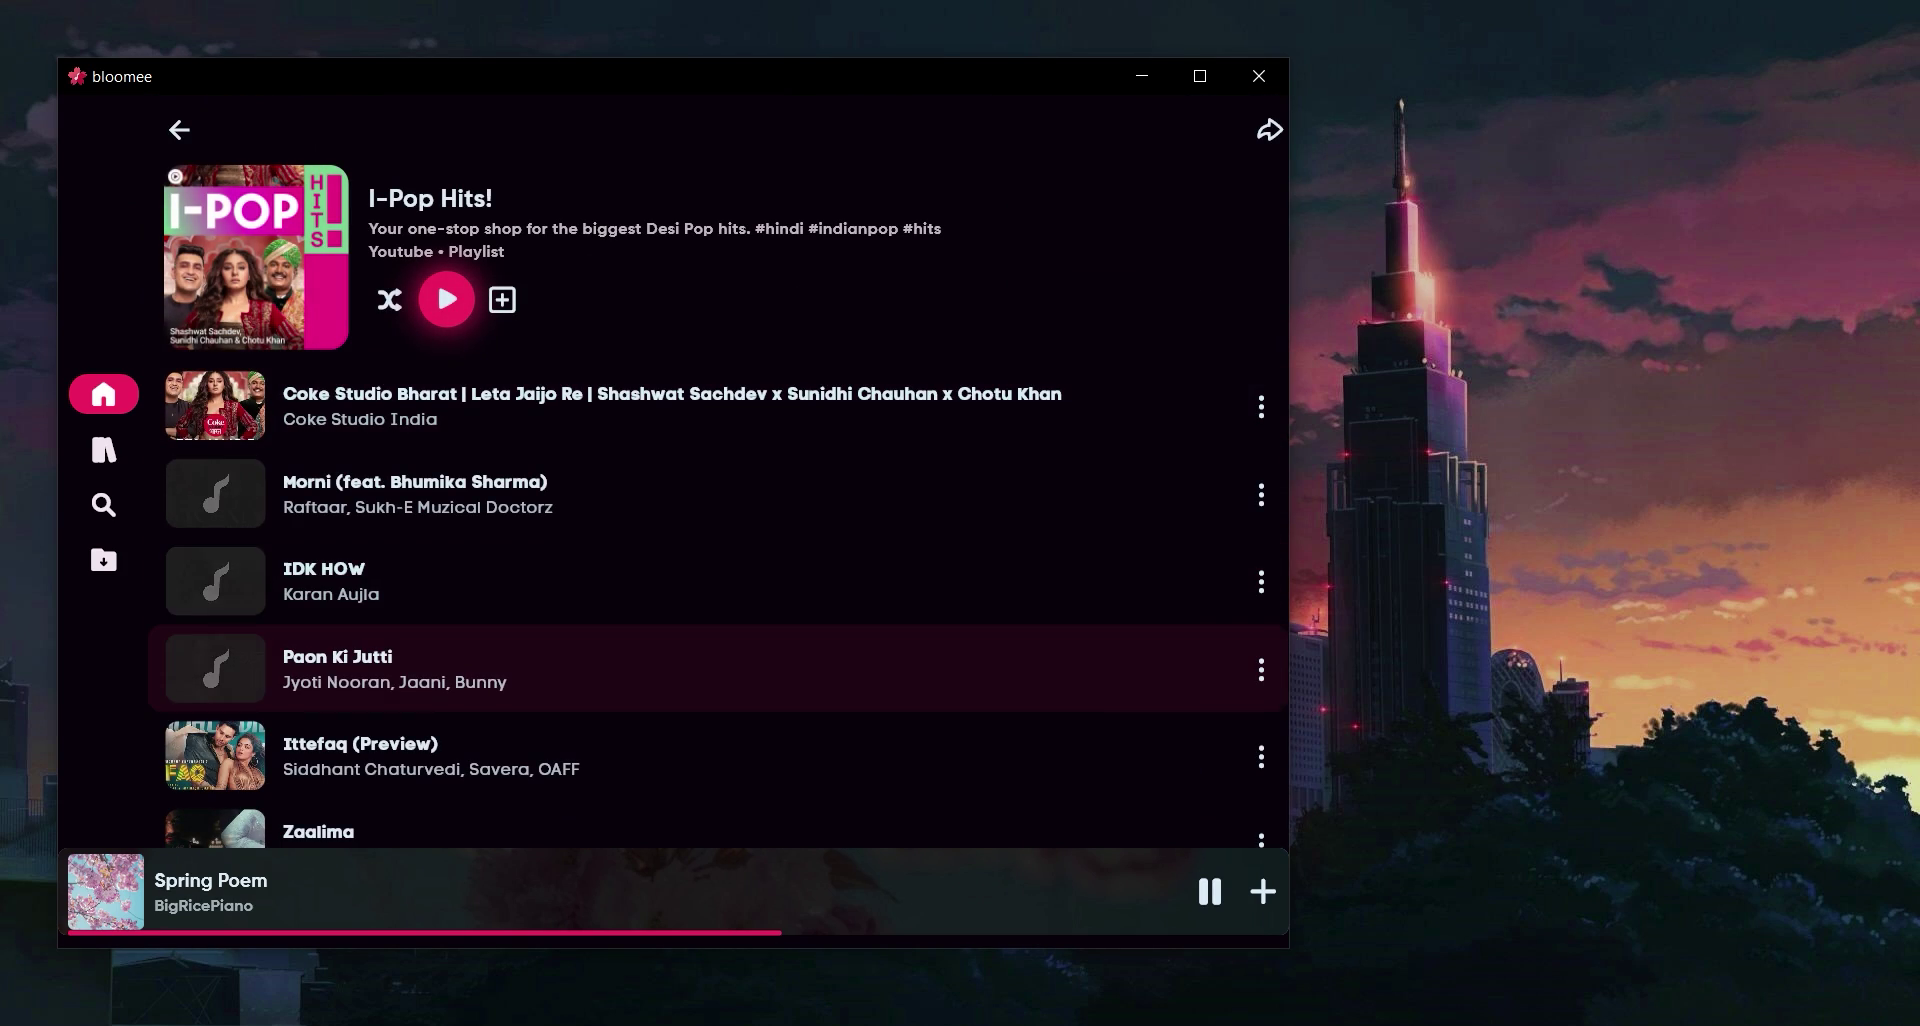 bloomee
I-POP
HITS!
Shashwat Sachdev,
Sunidhi Chauhan & Chotu Khan
I-Pop Hits!
Your one-stop shop for the biggest Desi Pop hits. #hindi #indianpop #hits
Youtube • Playlist
Coke Studio Bharat | Leta Jaijo Re | Shashwat Sachdev x Sunidhi Chauhan x Chotu Khan
Coke Studio India
Coke
Morni (feat. Bhumika Sharma)
Raftaar, Sukh-E Muzical Doctorz
IDK HOW
Karan Aujla
Paon Ki Jutti
Jyoti Nooran, Jaani, Bunny
Ittefaq (Preview)
Siddhant Chaturvedi, Savera, OAFF
FAQ
Zaalima
Spring Poem
BigRicePiano